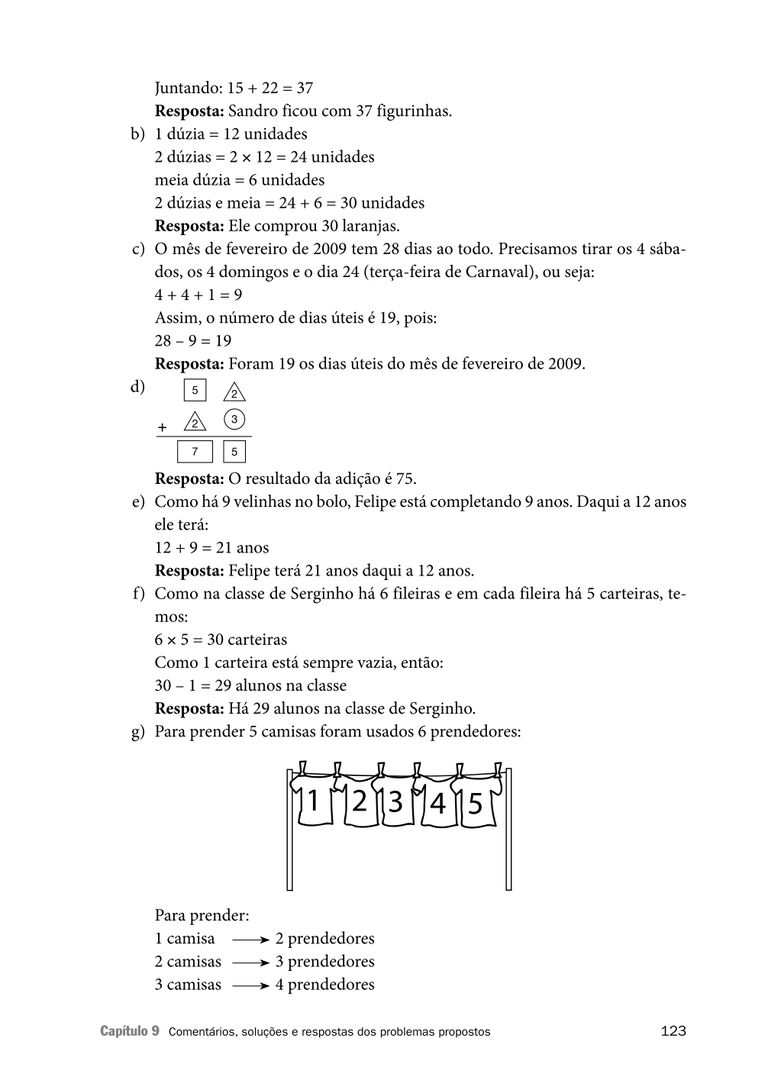 Juntando: 15 + 22 = 37
Resposta: Sandro ficou com 37 figurinhas.
b) 1 dúzia = 12 unidades
2 dúzias = 2 × 12 = 24 unidades
meia dúzia = 6 unidades
2 dúzias e meia = 24 + 6 = 30 unidades
Resposta: Ele comprou 30 laranjas.
c) O mês de fevereiro de 2009 tem 28 dias ao todo. Precisamos tirar os 4 sába-
dos, os 4 domingos e o dia 24 (terça-feira de Carnaval), ou seja:
4 + 4 + 1 = 9
Assim, o número de dias úteis é 19, pois:
28 – 9 = 19
Resposta: Foram 19 os dias úteis do mês de fevereiro de 2009.
d) 5 2
+ 2 3
7 5
Resposta: O resultado da adição é 75.
e) Como há 9 velinhas no bolo, Felipe está completando 9 anos. Daqui a 12 anos
ele terá:
12 + 9 = 21 anos
Resposta: Felipe terá 21 anos daqui a 12 anos.
f) Como na classe de Serginho há 6 fileiras e em cada fileira há 5 carteiras, te-
mos:
6 × 5 = 30 carteiras
Como 1 carteira está sempre vazia, então:
30 – 1 = 29 alunos na classe
Resposta: Há 29 alunos na classe de Serginho.
g) Para prender 5 camisas foram usados 6 prendedores:
1 2 3 4 5
Para prender:
1 camisa → 2 prendedores
2 camisas → 3 prendedores
3 camisas → 4 prendedores
Capítulo 9 Comentários, soluções e respostas dos problemas propostos 123